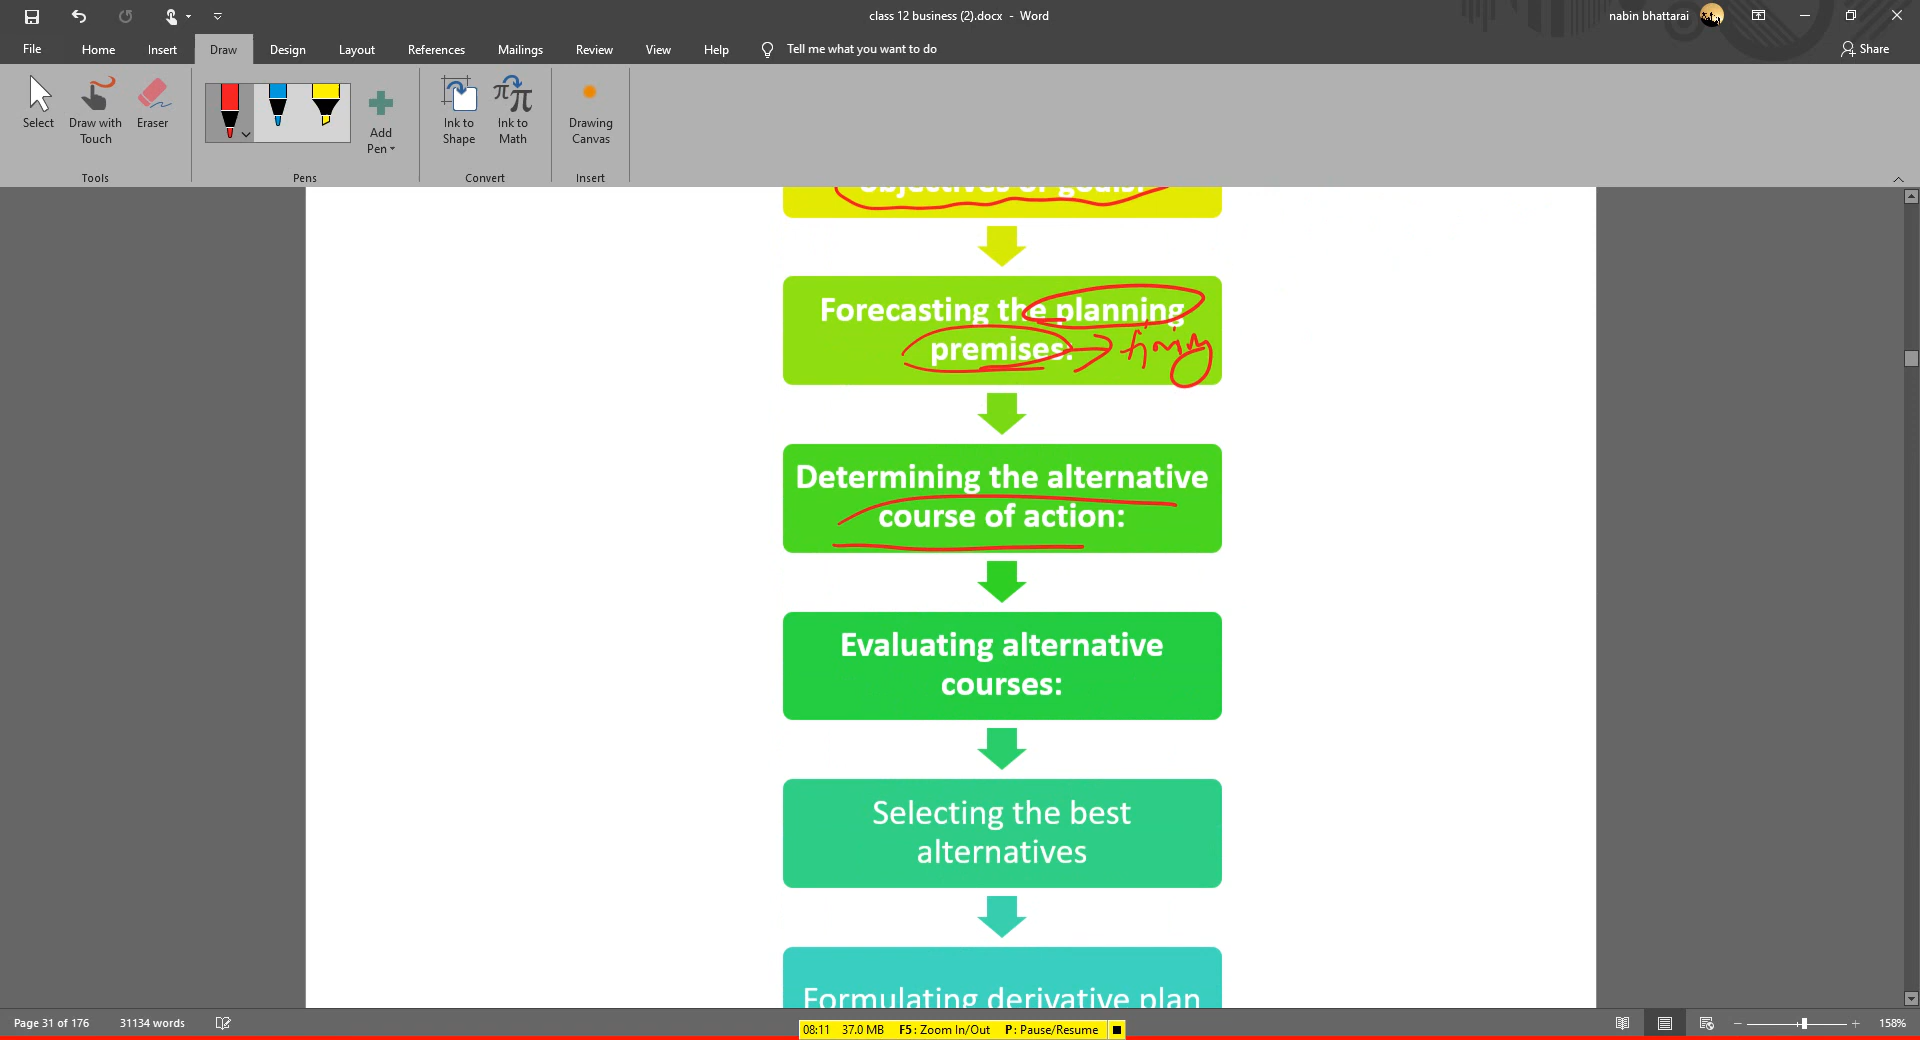 class 12 business (2).docx - Word
nabin bhattarai
File Home Insert Draw Design Layout References Mailings Review View Help Tell me what you want to do
Share
Select
Draw with Touch
Eraser
Add Pen
Ink to Shape
Ink to Math
Drawing Canvas
Tools Pens Convert Insert
objectives or goals:
Forecasting the planning
premises:
Determining the alternative
course of action:
Evaluating alternative
courses:
Selecting the best
alternatives
Formulating derivative plan
Page 31 of 176 31134 words
08:11 37.0 MB F5: Zoom In/Out P: Pause/Resume
158%